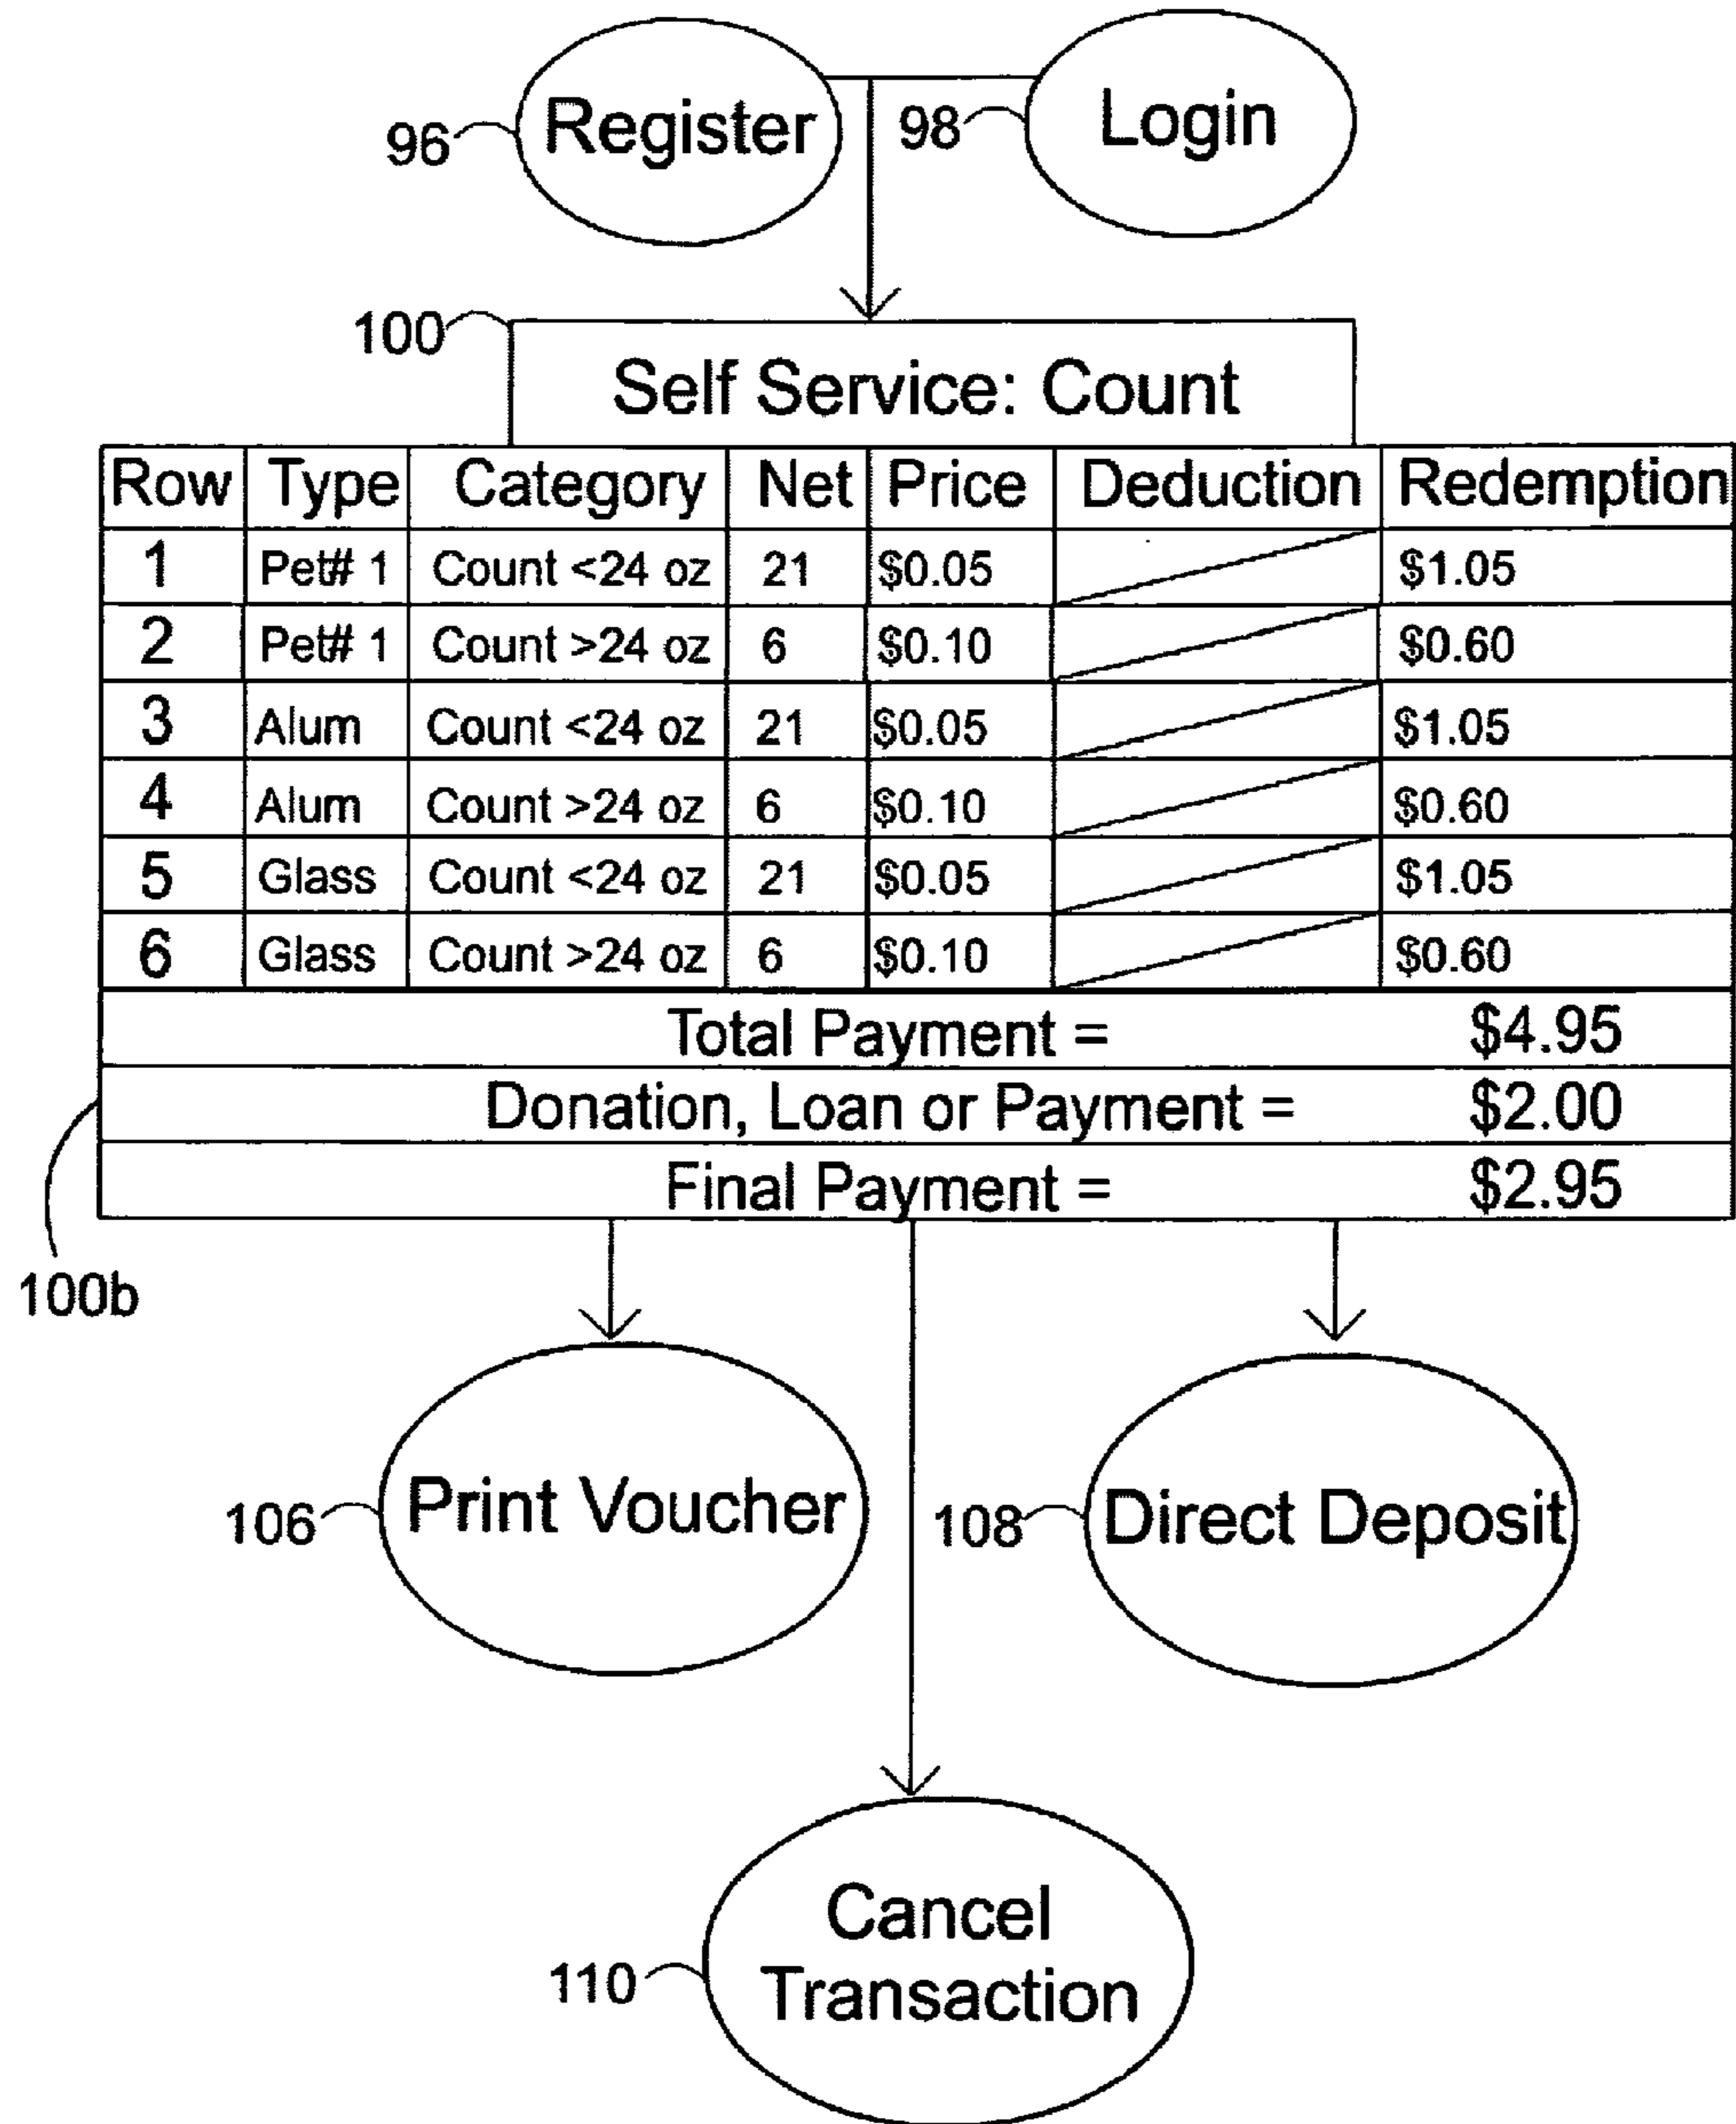 96 Register 98 Login
100
Self Service: Count
Row Type Category Net Price Deduction Redemption
1 Pet# 1 Count <24 oz 21 $0.05 $1.05
2 Pet# 1 Count >24 oz 6 $0.10 $0.60
3 Alum Count <24 oz 21 $0.05 $1.05
4 Alum Count >24 oz 6 $0.10 $0.60
5 Glass Count <24 oz 21 $0.05 $1.05
6 Glass Count >24 oz 6 $0.10 $0.60
Total Payment = $4.95
Donation, Loan or Payment = $2.00
Final Payment = $2.95
100b
106 Print Voucher 108 Direct Deposit
Cancel
110 Transaction